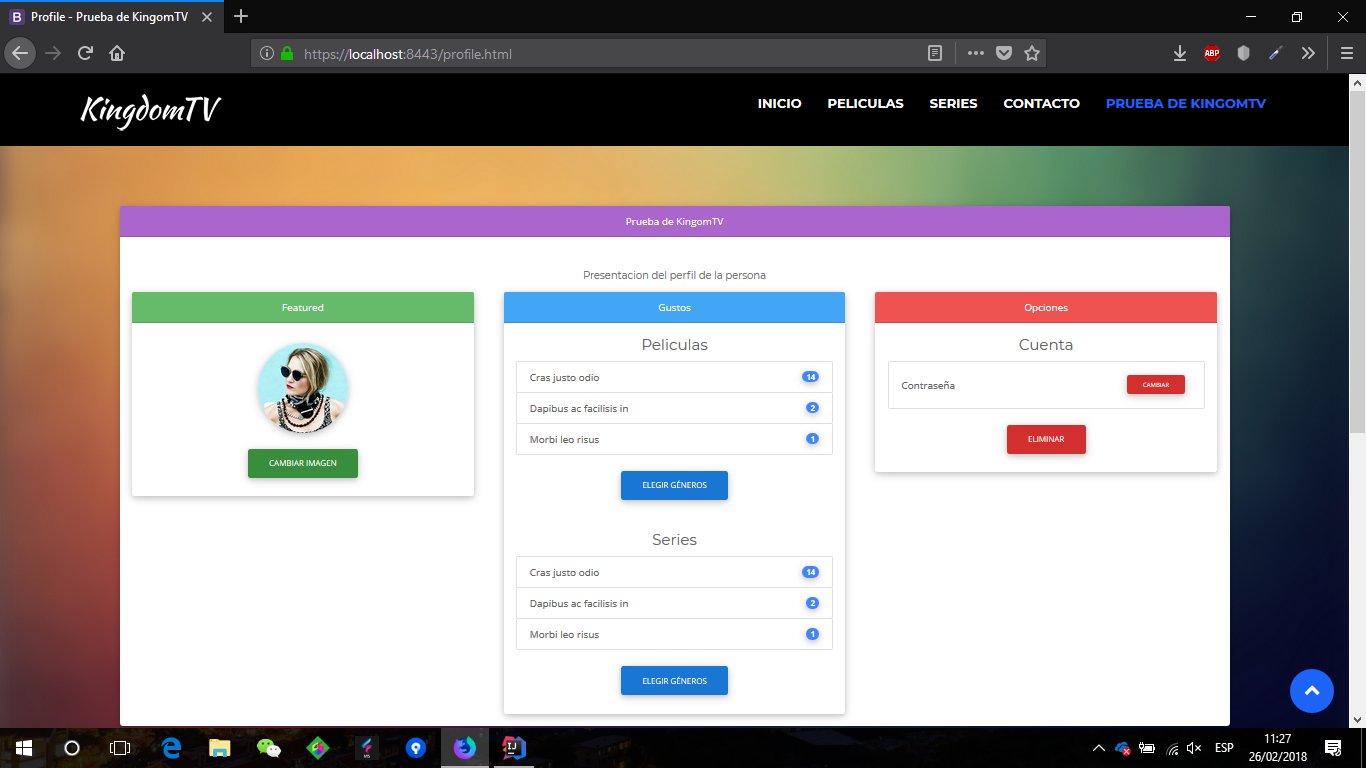 Profile - Prueba de KingomTV
https://localhost:8443/profile.html
ABP
KingdomTV
INICIO PELICULAS SERIES CONTACTO PRUEBA DE KINGOMTV
Prueba de KingomTV
Presentacion del perfil de la persona
Featured
CAMBIAR IMAGEN
Gustos
Peliculas
Cras justo odio 14
Dapibus ac facilisis in 2
Morbi leo risus 1
ELEGIR GÉNEROS
Series
Cras justo odio 14
Dapibus ac facilisis in 2
Morbi leo risus 1
ELEGIR GÉNEROS
Opciones
Cuenta
Contraseña CAMBIAR
ELIMINAR
ESP
11:27
26/02/2018